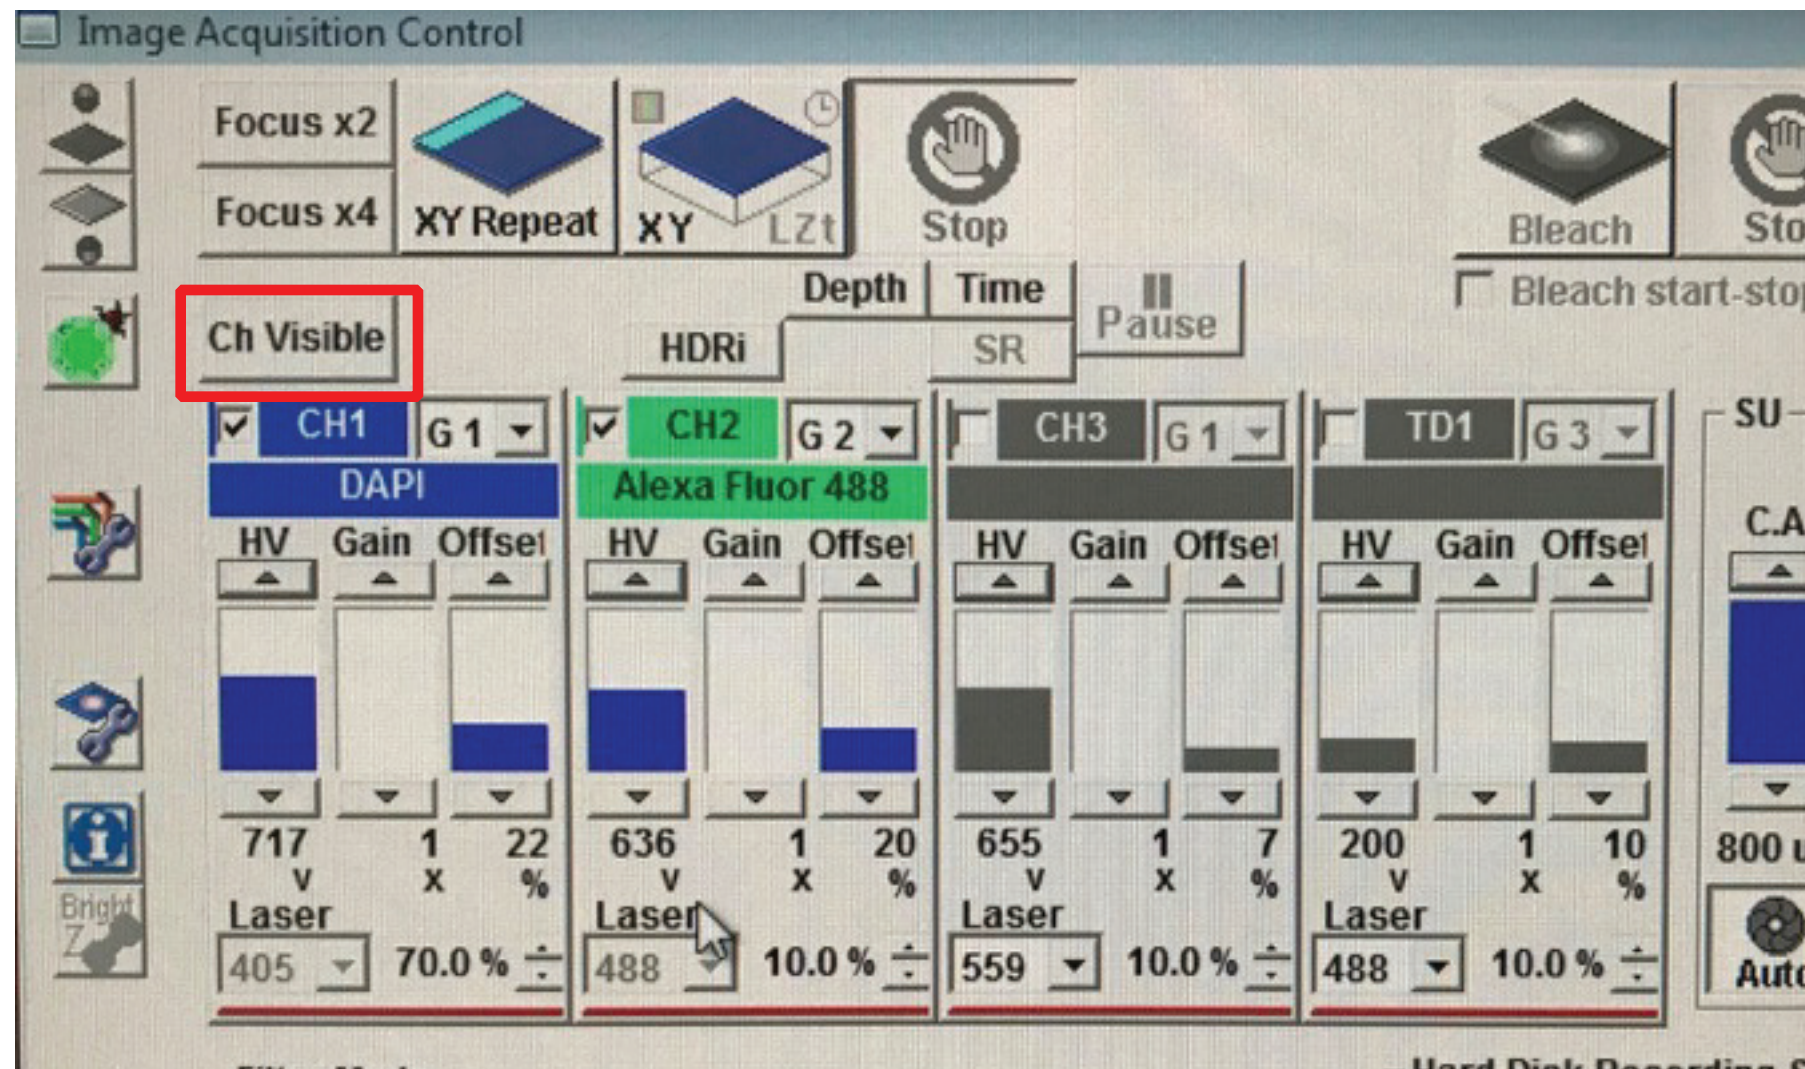 Image Acquisition Control
Focus x2
Focus x4
XY Repeat
XY
LZt
Stop
Bleach
Sto
Bleach start-stop
Depth
Time
Pause
Ch Visible
HDRi
SR
CH1 G 1
CH2 G 2
CH3 G 1
TD1 G 3
SU
DAPI
Alexa Fluor 488
HV Gain Offset
HV Gain Offset
HV Gain Offset
HV Gain Offset
C.A
717 1 22
636 1 20
655 1 7
200 1 10
800 u
V X %
V X %
V X %
V X %
Laser
Laser
Laser
Laser
405 70.0 %
488 10.0 %
559 10.0 %
488 10.0 %
Auto
Bright
Z
Hard Disk Recording S